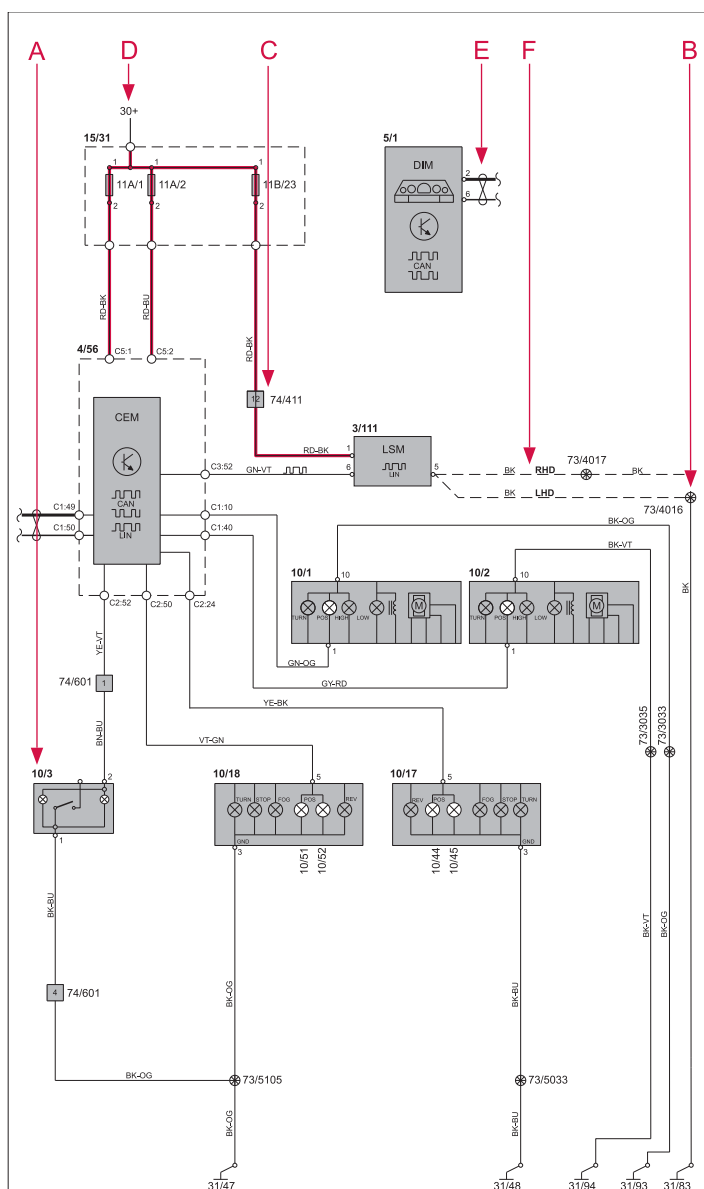 A D C E F B
30+
15/31
5/1
1 1 1
DIM
2
11A/1 11A/2 11B/23
6
2 2 2
CAN
RD-BK RD-BU RD-BK
4/56 C5:1 C5:2
12 74/411
CEM
3/111
RD-BK 1 LSM
73/4017
C3:52 GN-VT 6 LIN 5 BK RHD BK
CAN
C1:49 C1:10 BK LHD
73/4016
LIN
C1:50 C1:40
BK-OG
BK-VT
10/1 10 10/2 10
BK
C2:52 C2:50 C2:24
TURN POS HIGH LOW M TURN POS HIGH LOW M
YE-VT
1 1
GN-OG
74/601 1
GY-RD
YE-BK
73/3035 73/3033
BN-BU
VT-GN
10/3 2 10/18 5 10/17 5
TURN STOP FOG POS REV REV POS FOG STOP TURN
1
GND GND
3 3
10/51 10/52 10/44 10/45
BK-BU
BK-VT BK-OG
BK-OG BK-BU
4 74/601
BK-OG 73/5105 73/5033
BK-OG BK-BU
31/47 31/48 31/94 31/93 31/83